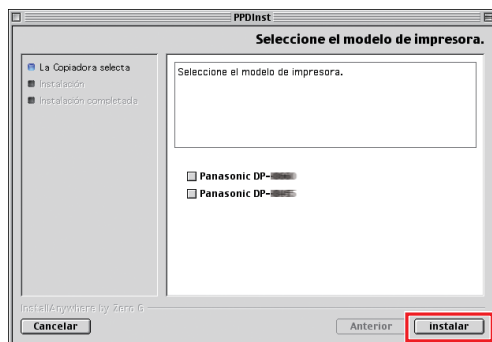 PPDInst
Seleccione el modelo de impresora.
La Copiadora selecta
Instalación
Instalación completada
Seleccione el modelo de impresora.
Panasonic DP-
Panasonic DP-
InstallAnywhere by Zero G
Cancelar
Anterior
instalar